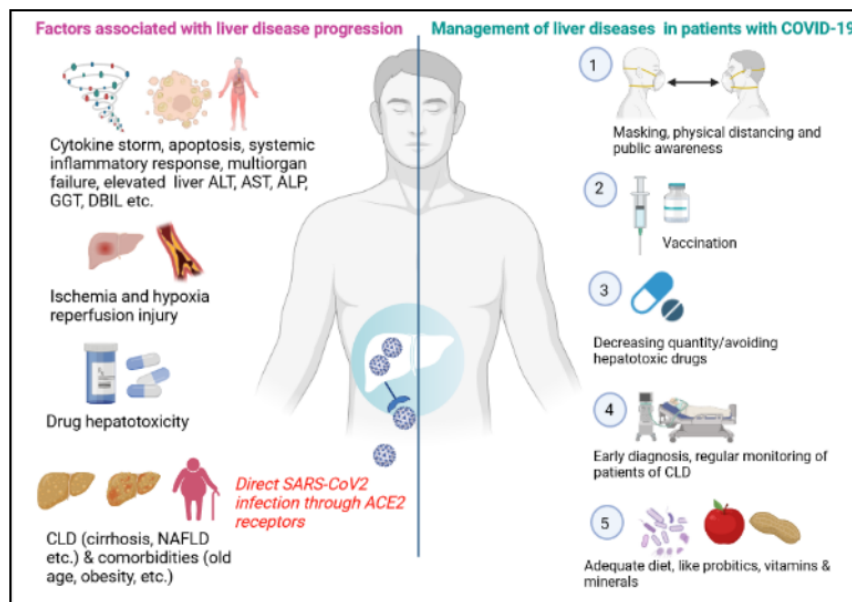 Factors associated with liver disease progression
Cytokine storm, apoptosis, systemic
inflammatory response, multiorgan
failure, elevated liver ALT, AST, ALP,
GGT, DBIL etc.
Ischemia and hypoxia
reperfusion injury
Drug hepatotoxicity
Direct SARS-CoV2
infection through ACE2
receptors
CLD (cirrhosis, NAFLD
etc.) & comorbidities (old
age, obesity, etc.)
Management of liver diseases in patients with COVID-19
1
Masking, physical distancing and
public awareness
2
Vaccination
3
Decreasing quantity/avoiding
hepatotoxic drugs
4
Early diagnosis, regular monitoring of
patients of CLD
5
Adequate diet, like probitics, vitamins &
minerals